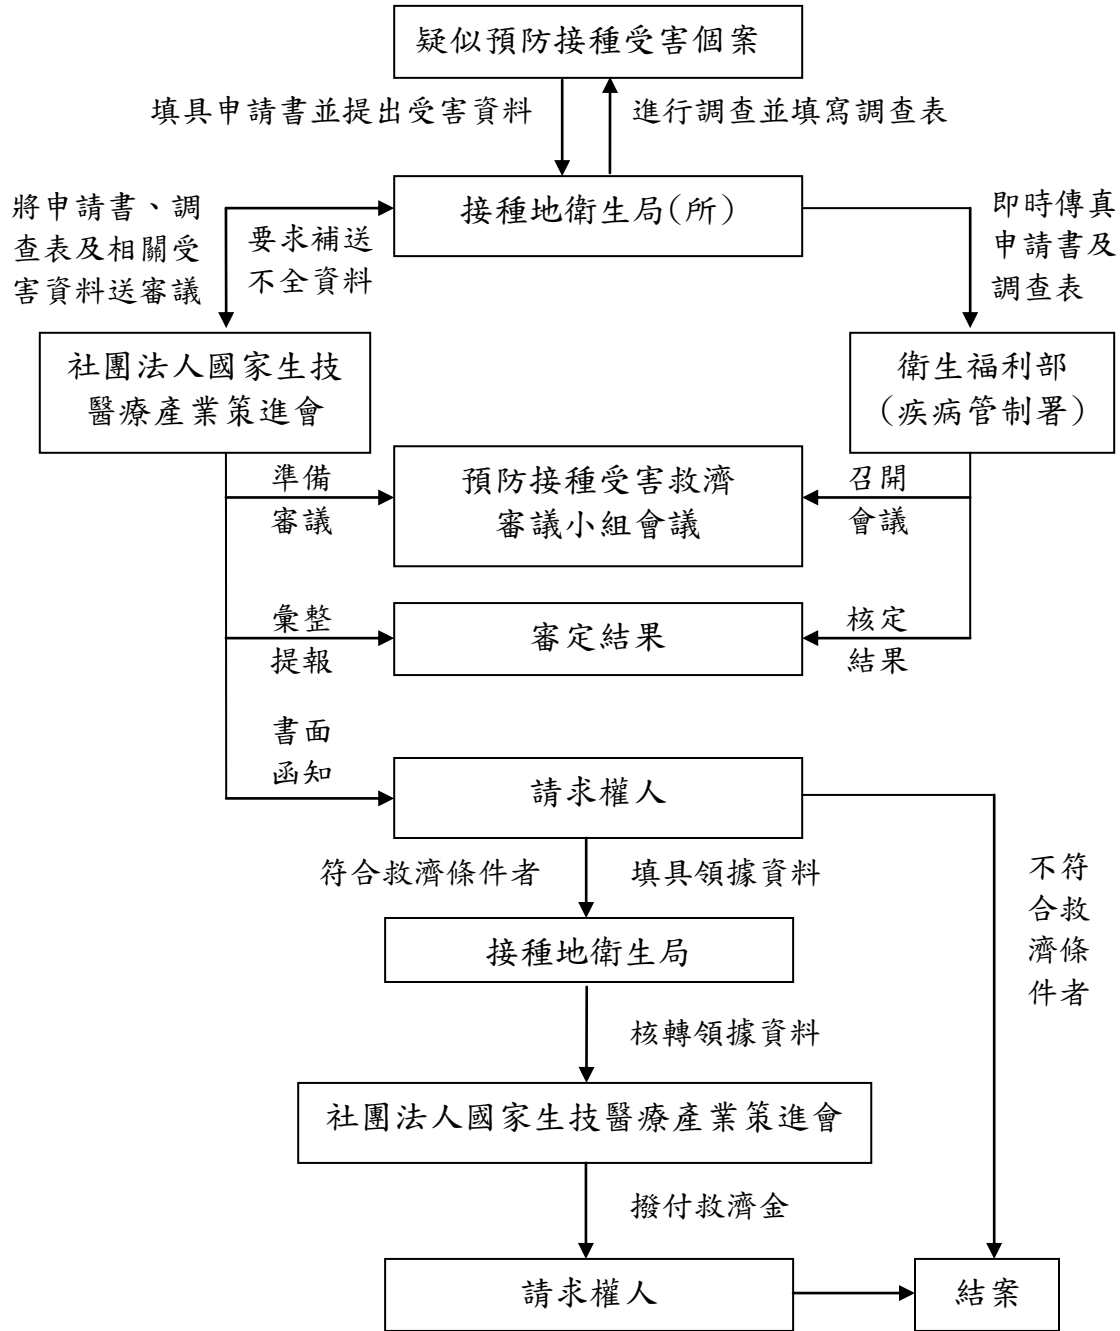 疑似預防接種受害個案
填具申請書並提出受害資料
進行調查並填寫調查表
接種地衛生局(所)
將申請書、調
查表及相關受
害資料送審議
要求補送
不全資料
即時傳真
申請書及
調查表
社團法人國家生技
醫療產業策進會
衛生福利部
(疾病管制署)
準備
審議
預防接種受害救濟
審議小組會議
召開
會議
彙整
提報
審定結果
核定
結果
書面
函知
請求權人
符合救濟條件者
填具領據資料
不符
合救
濟條
件者
接種地衛生局
核轉領據資料
社團法人國家生技醫療產業策進會
撥付救濟金
請求權人
結案